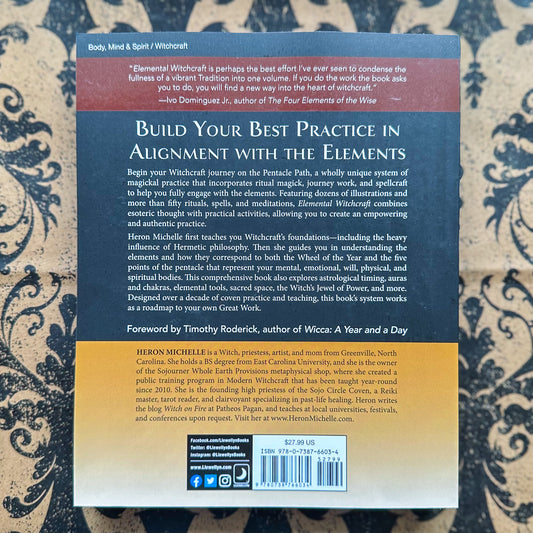 Body, Mind & Spirit / Witchcraft
"Elemental Witchcraft is perhaps the best effort I've ever seen to condense the
fullness of a vibrant Tradition into one volume. If you do the work the book asks
you to do, you will find a new way into the heart of witchcraft."
—Ivo Dominguez Jr., author of The Four Elements of the Wise
Build Your Best Practice in
Alignment with the Elements
Begin your Witchcraft journey on the Pentacle Path, a wholly unique system of
magickal practice that incorporates ritual magick, journey work, and spellcraft
to help you fully engage with the elements. Featuring dozens of illustrations and
more than fifty rituals, spells, and meditations, Elemental Witchcraft combines
esoteric thought with practical activities, allowing you to create an empowering
and authentic practice.
Heron Michelle first teaches you Witchcraft's foundations—including the heavy
influence of Hermetic philosophy. Then she guides you in understanding the
elements and how they correspond to both the Wheel of the Year and the five
points of the pentacle that represent your mental, emotional, will, physical, and
spiritual bodies. This comprehensive book also explores astrological timing, auras
and chakras, elemental tools, sacred space, the Witch's Jewel of Power, and more.
Designed over a decade of coven practice and teaching, this book's system works
as a roadmap to your own Great Work.
Foreword by Timothy Roderick, author of Wicca: A Year and a Day
HERON MICHELLE is a Witch, priestess, artist, and mom from Greenville, North
Carolina. She holds a BS degree from East Carolina University, and she is the owner
of the Sojourner Whole Earth Provisions metaphysical shop, where she created a
public training program in Modern Witchcraft that has been taught year-round
since 2010. She is the founding high priestess of the Sojo Circle Coven, a Reiki
master, tarot reader, and clairvoyant specializing in past-life healing. Heron writes
the blog Witch on Fire at Patheos Pagan, and teaches at local universities, festivals,
and conferences upon request. Visit her at www.HeronMichelle.com.
Facebook.com/LlewellynBooks
Twitter: @LlewellynBooks
Instagram: @LlewellynBooks
www.Llewellyn.com
$27.99 US
ISBN 978-0-7387-6603-4
52799
9 780738 766034